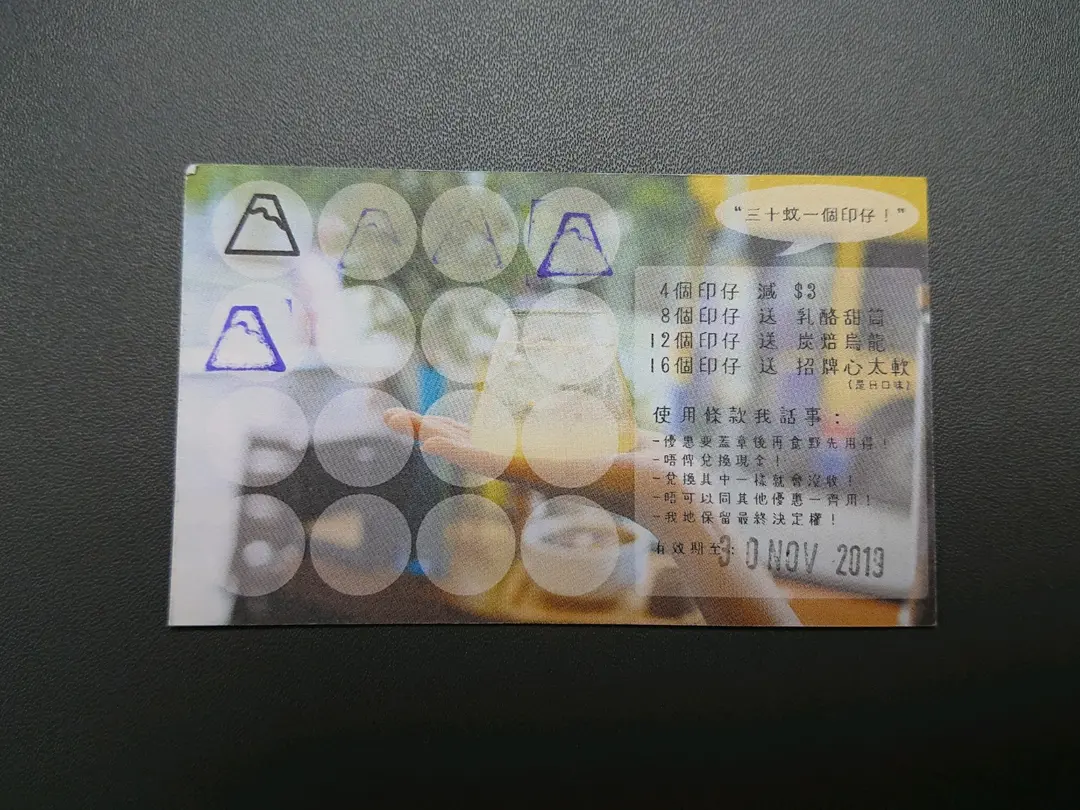 “三十蚊一個印仔！”
4個印仔 減 $3
8個印仔 送 乳酪甜筒
12個印仔 送 炭焙烏龍
16個印仔 送 招牌心太軟
(是日口味)
使用條款我話事：
-優惠要蓋章後再食野先用得！
-唔俾兌換現金！
-兌換其中一樣就會沒收！
-唔可以同其他優惠一齊用！
-我地保留最終決定權！
有效期至：30 NOV 2019